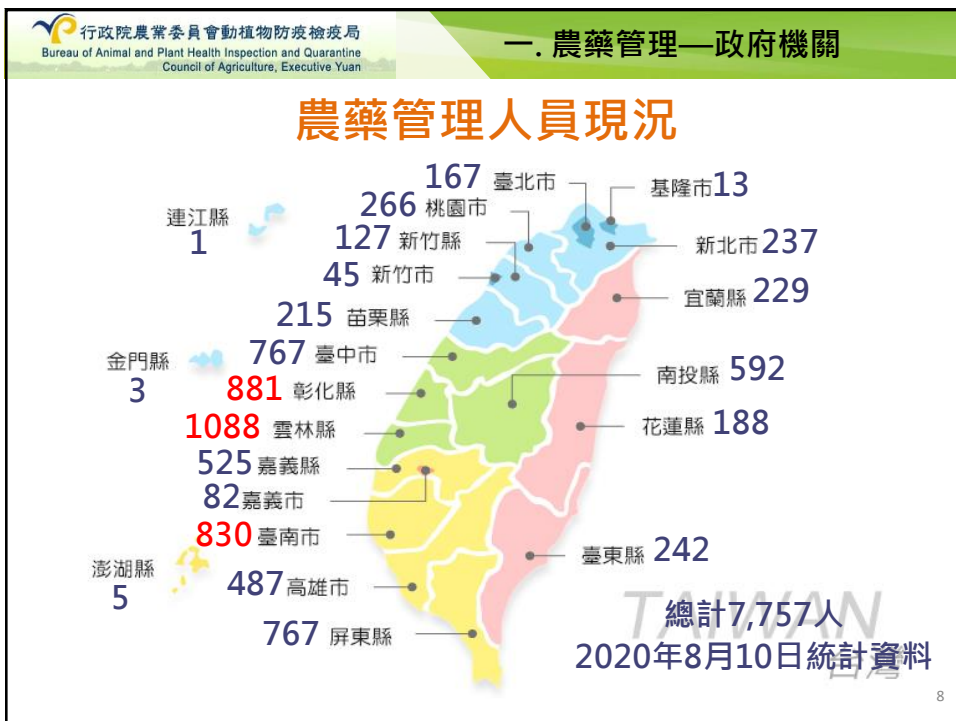 行政院農業委員會動植物防疫檢疫局
Bureau of Animal and Plant Health Inspection and Quarantine
Council of Agriculture, Executive Yuan
一. 農藥管理—政府機關
農藥管理人員現況
167 臺北市
基隆市13
266 桃園市
連江縣
1
127 新竹縣
新北市237
45 新竹市
宜蘭縣 229
215 苗栗縣
767 臺中市
金門縣
3
南投縣 592
881 彰化縣
1088 雲林縣
花蓮縣 188
525 嘉義縣
82嘉義市
830 臺南市
臺東縣 242
澎湖縣
5
487高雄市
767 屏東縣
TAIWAN
台灣
總計7,757人
2020年8月10日統計資料
8